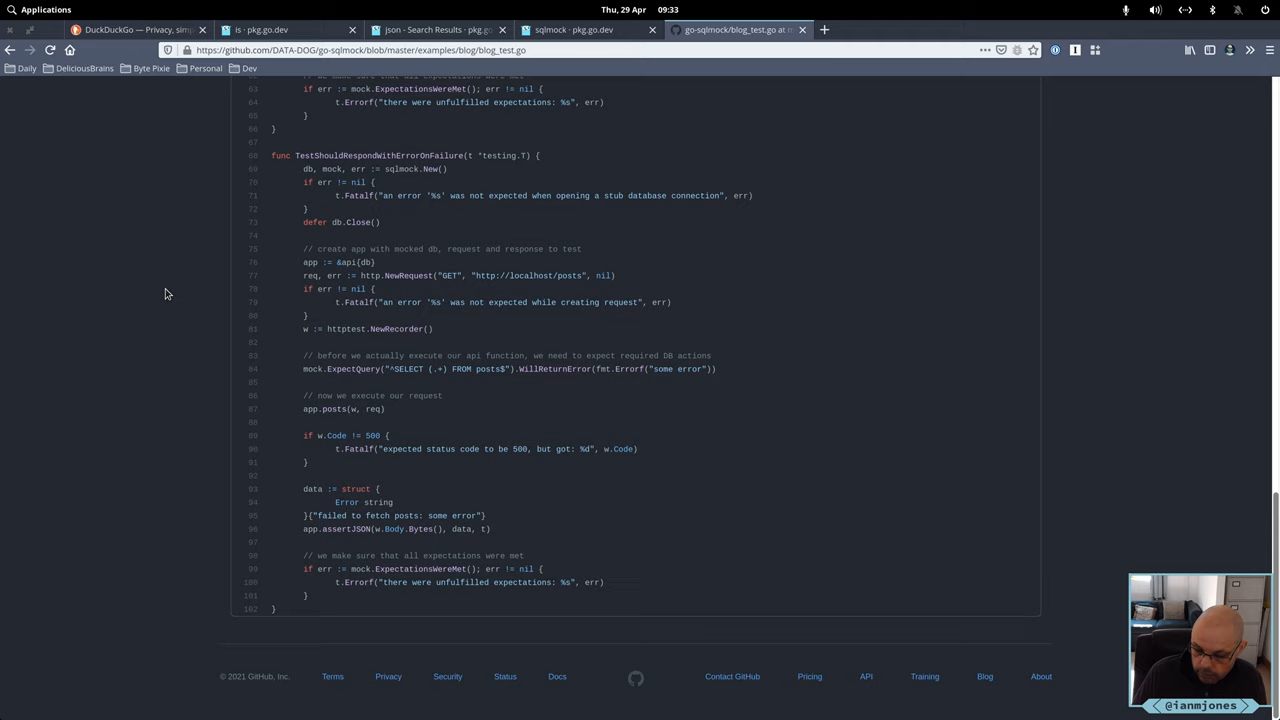 Applications
Thu, 29 Apr 09:33
DuckDuckGo — Privacy, simp
is - pkg.go.dev
json - Search Results - pkg.g
sqlmock - pkg.go.dev
go-sqlmock/blog_test.go at m
https://github.com/DATA-DOG/go-sqlmock/blob/master/examples/blog/blog_test.go
Daily
DeliciousBrains
Byte Pixie
Personal
Dev
62 // we make sure that all expectations were met
63 if err := mock.ExpectationsWereMet(); err != nil {
64 t.Errorf("there were unfulfilled expectations: %s", err)
65 }
66 }
67
68 func TestShouldRespondWithErrorOnFailure(t *testing.T) {
69 db, mock, err := sqlmock.New()
70 if err != nil {
71 t.Fatalf("an error '%s' was not expected when opening a stub database connection", err)
72 }
73 defer db.Close()
74
75 // create app with mocked db, request and response to test
76 app := &api{db}
77 req, err := http.NewRequest("GET", "http://localhost/posts", nil)
78 if err != nil {
79 t.Fatalf("an error '%s' was not expected while creating request", err)
80 }
81 w := httptest.NewRecorder()
82
83 // before we actually execute our api function, we need to expect required DB actions
84 mock.ExpectQuery("^SELECT (.+) FROM posts$").WillReturnError(fmt.Errorf("some error"))
85
86 // now we execute our request
87 app.posts(w, req)
88
89 if w.Code != 500 {
90 t.Fatalf("expected status code to be 500, but got: %d", w.Code)
91 }
92
93 data := struct {
94 Error string
95 }{"failed to fetch posts: some error"}
96 app.assertJSON(w.Body.Bytes(), data, t)
97
98 // we make sure that all expectations were met
99 if err := mock.ExpectationsWereMet(); err != nil {
100 t.Errorf("there were unfulfilled expectations: %s", err)
101 }
102 }
© 2021 GitHub, Inc.
Terms
Privacy
Security
Status
Docs
Contact GitHub
Pricing
API
Training
Blog
About
@ianmjones